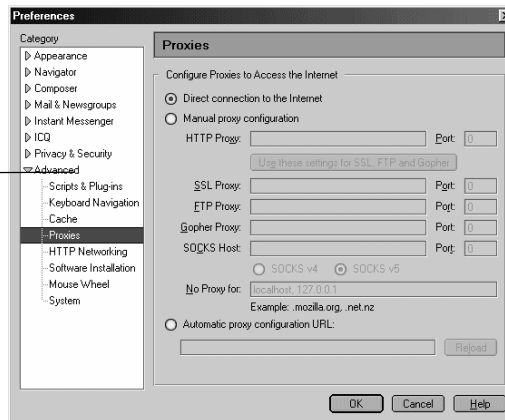 Preferences
Category
Appearance
Navigator
Composer
Mail & Newsgroups
Instant Messenger
ICQ
Privacy & Security
Advanced
Scripts & Plug-ins
Keyboard Navigation
Cache
Proxies
HTTP Networking
Software Installation
Mouse Wheel
System
Proxies
Configure Proxies to Access the Internet
Direct connection to the Internet
Manual proxy configuration
HTTP Proxy: Port: 0
Use these settings for SSL, FTP and Gopher
SSL Proxy: Port: 0
FTP Proxy: Port: 0
Gopher Proxy: Port: 0
SOCKS Host: Port: 0
SOCKS v4 SOCKS v5
No Proxy for: localhost, 127.0.0.1
Example: .mozilla.org, .net.nz
Automatic proxy configuration URL:
Reload
OK Cancel Help